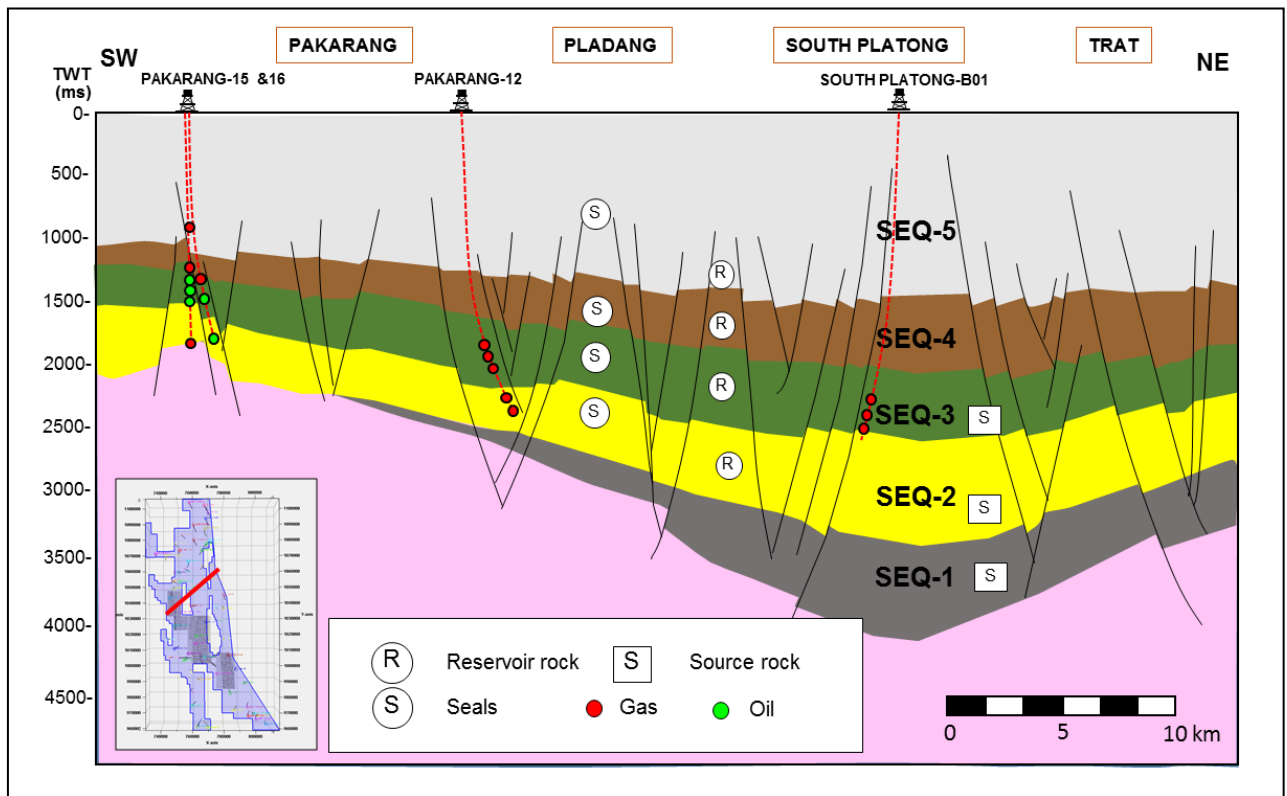 PAKARANG
PLADANG
SOUTH PLATONG
TRAT
SW
NE
TWT
(ms)
PAKARANG-15 &16
PAKARANG-12
SOUTH PLATONG-B01
0-
500-
1000-
1500-
2000-
2500-
3000-
3500-
4000-
4500-
S
R
SEQ-5
S
R
SEQ-4
S
R
SEQ-3
S
S
R
SEQ-2
S
SEQ-1
S
X axis
X axis
R
Reservoir rock
S
Source rock
S
Seals
Gas
Oil
0
5
10 km